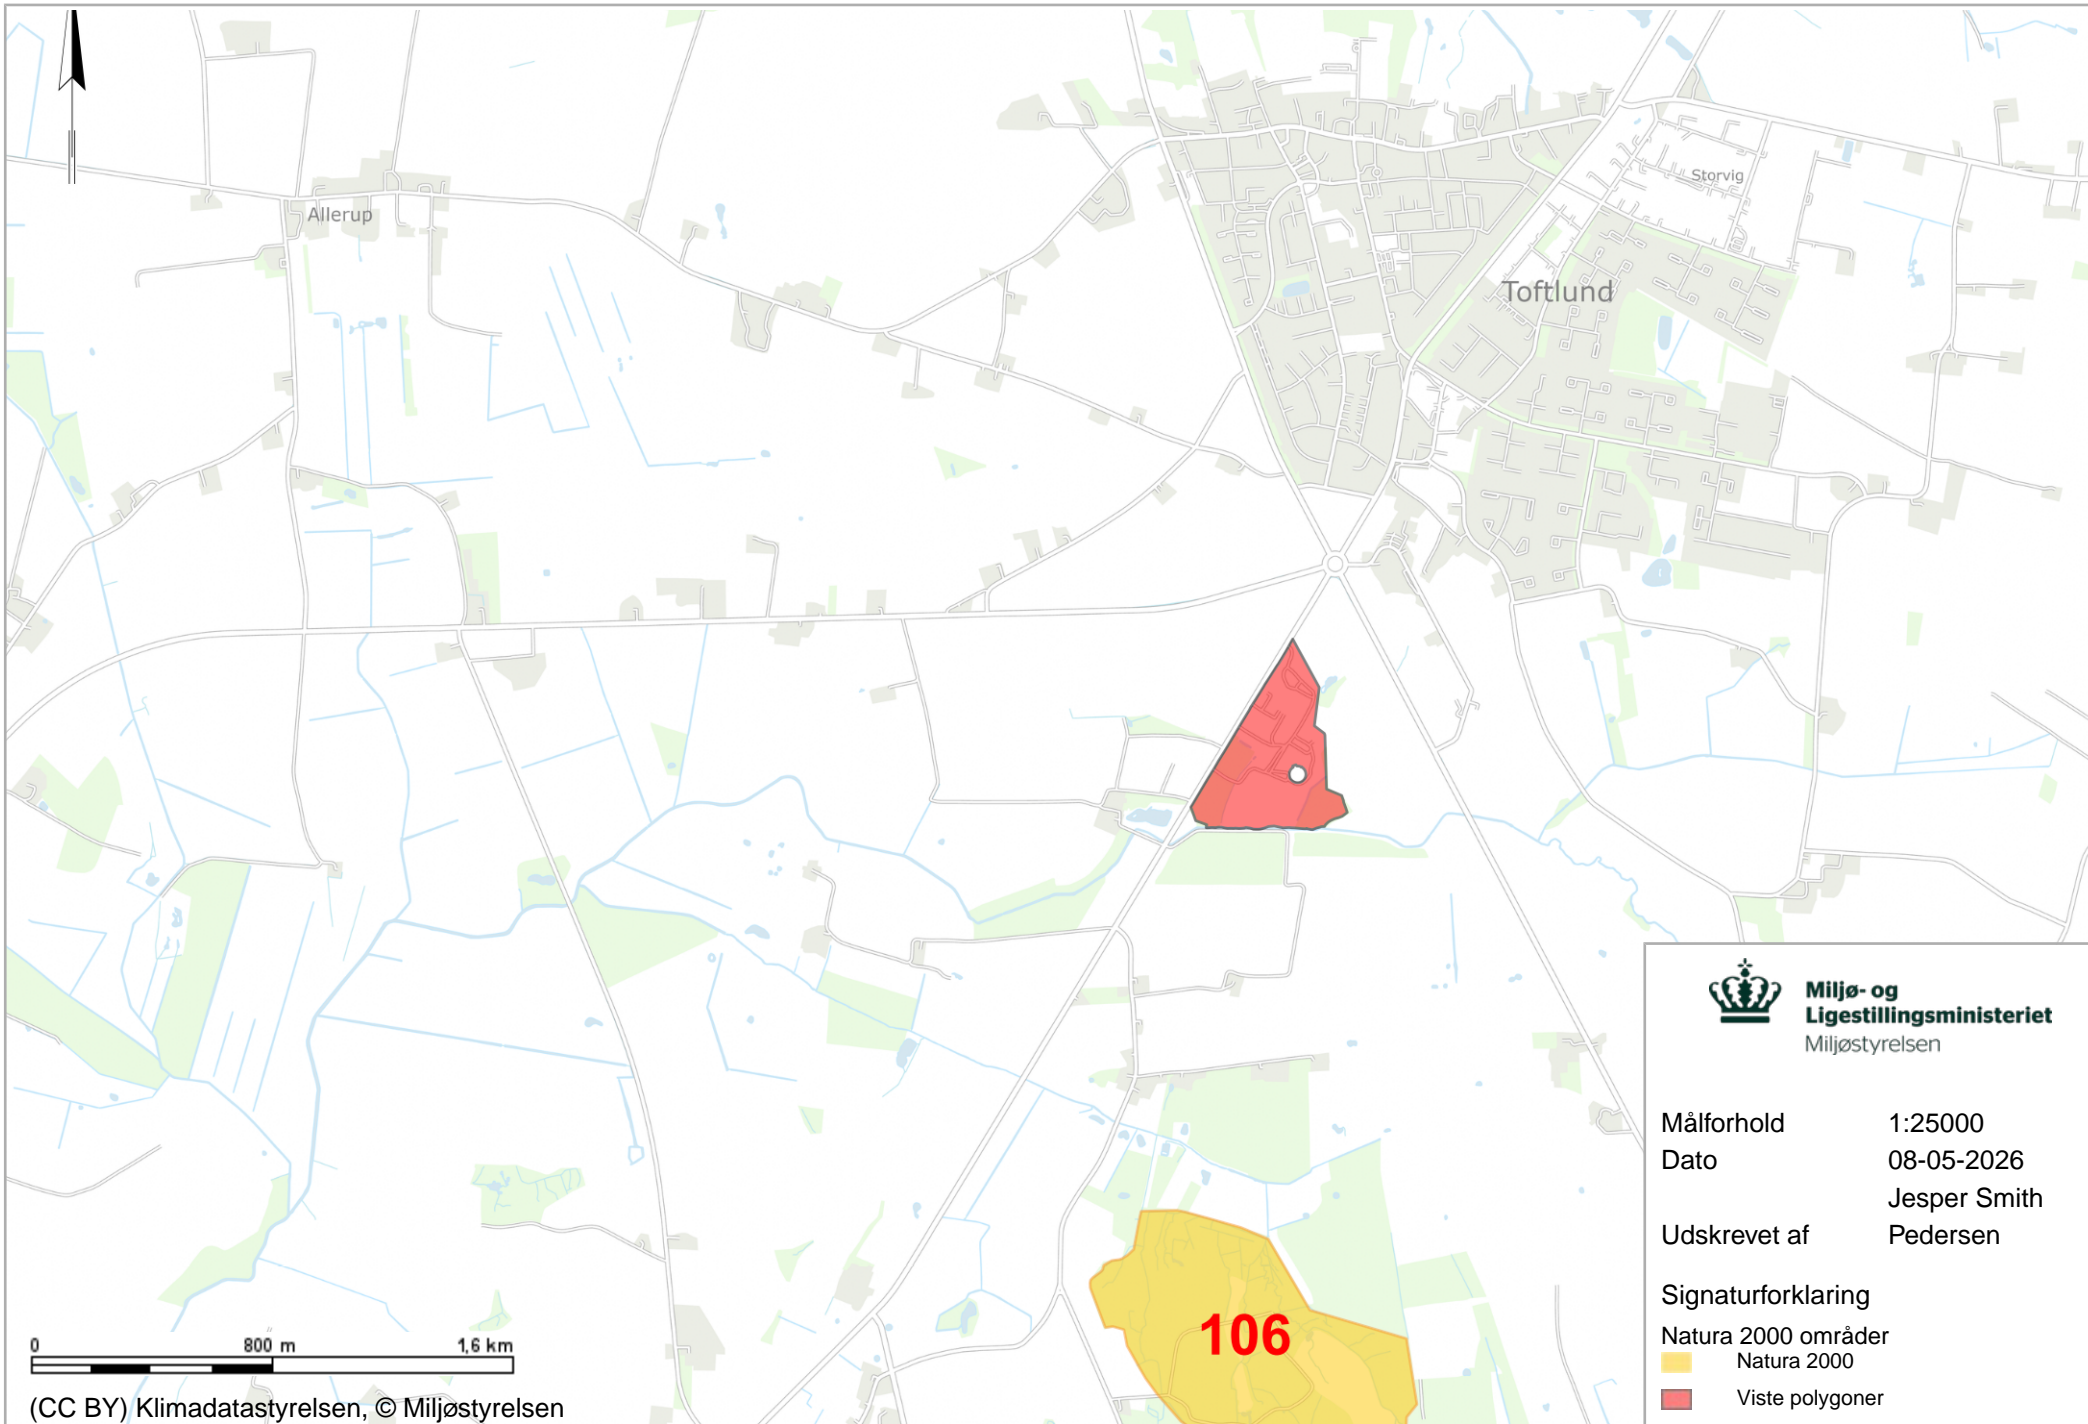 Allerup
Storvig
Toftlund
106
Miljø- og
Ligestillingsministeriet
Miljøstyrelsen
Målforhold 1:25000
Dato 08-05-2026
Jesper Smith
Udskrevet af Pedersen
Signaturforklaring
Natura 2000 områder
Natura 2000
Viste polygoner
0 800 m 1,6 km
(CC BY) Klimadatastyrelsen, © Miljøstyrelsen